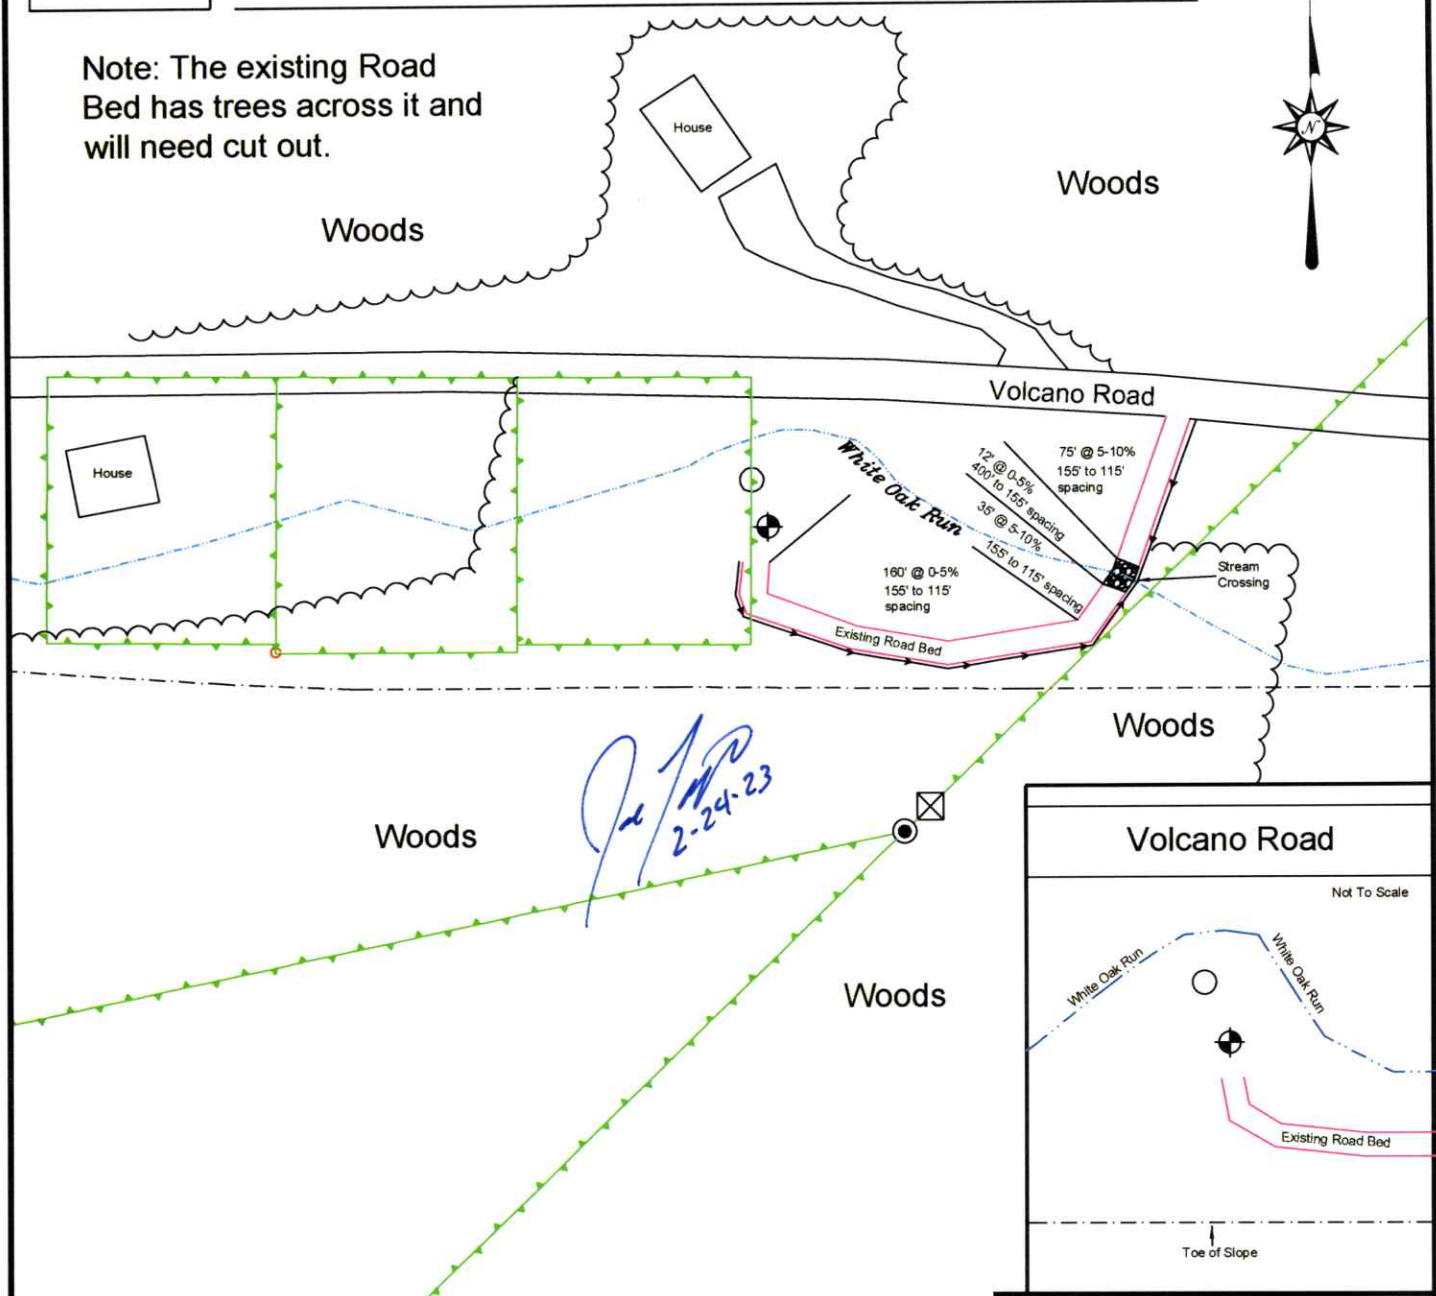 Note: The existing Road
Bed has trees across it and
will need cut out.
House
Woods
Woods
N
Volcano Road
House
White Oak Run
12' @ 0-5%
400' to 155' spacing
35' @ 5-10%
155' to 115' spacing
75' @ 5-10%
155' to 115'
spacing
160' @ 0-5%
155' to 115'
spacing
Stream
Crossing
Existing Road Bed
Woods
2-24-23
Woods
Woods
Volcano Road
Not To Scale
White Oak Run
White Oak Run
Existing Road Bed
Toe of Slope